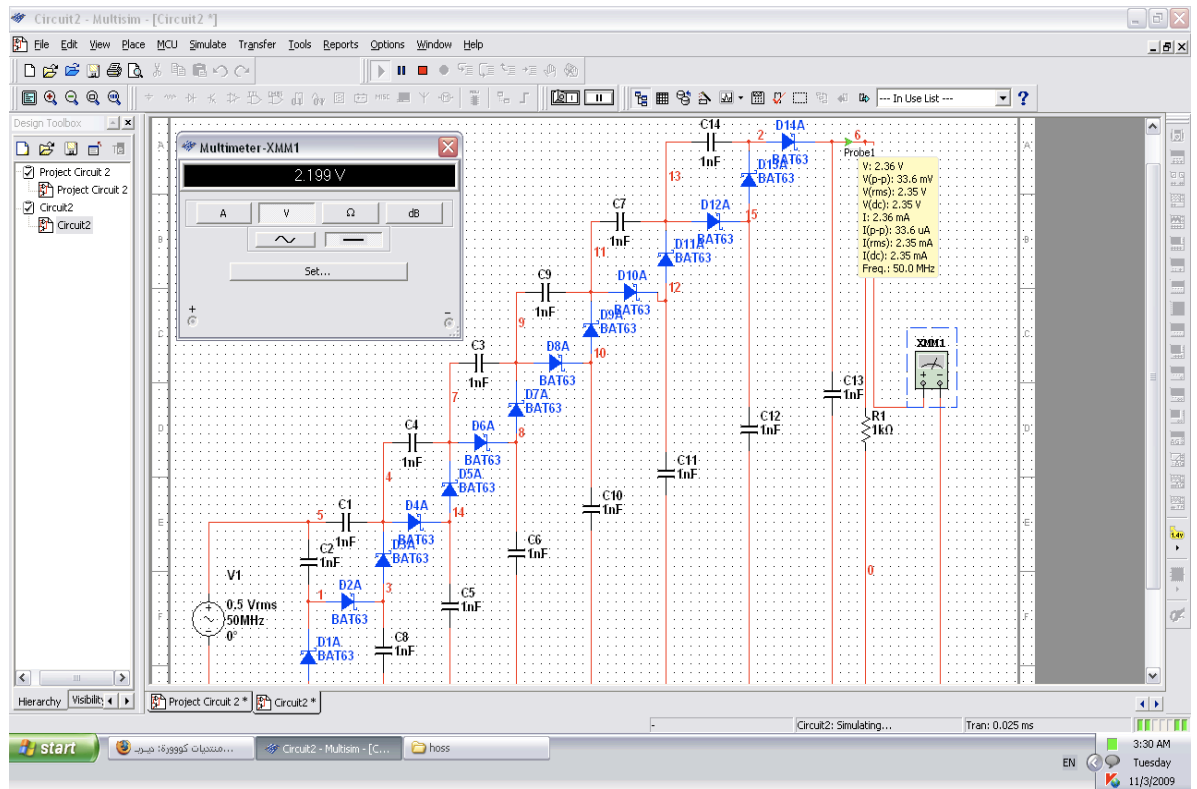 Circuit2 - Multisim - [Circuit2 *]
File Edit View Place MCU Simulate Transfer Tools Reports Options Window Help
--- In Use List ---
Design Toolbox
Project Circuit 2
Project Circuit 2
Circuit2
Circuit2
Hierarchy Visibility
Multimeter-XMM1
2.199 V
A V Ω dB
Set...
+ -
C14
1nF
2
D14A
BAT63
6
Probe1
V: 2.36 V
V(p-p): 33.6 mV
V(rms): 2.35 V
V(dc): 2.35 V
I: 2.36 mA
I(p-p): 33.6 uA
I(rms): 2.35 mA
I(dc): 2.35 mA
Freq.: 50.0 MHz
13
D13A
BAT63
C7
1nF
D12A
BAT63
15
11
D11A
BAT63
C9
1nF
D10A
BAT63
12
9
D9A
BAT63
C3
1nF
D8A
BAT63
10
XMM1
7
D7A
BAT63
C13
1nF
C4
1nF
D6A
BAT63
8
C12
1nF
R1
1kΩ
4
D5A
BAT63
C11
1nF
C1
1nF
5
D4A
BAT63
14
C10
1nF
C2
1nF
D3A
BAT63
C6
1nF
V1
0.5 Vrms
50MHz
0°
1
D2A
BAT63
3
C5
1nF
0
D1A
BAT63
C8
1nF
Project Circuit 2 * Circuit2 *
- Circuit2: Simulating... Tran: 0.025 ms
start
منتديات كووورة: ديربـ...
Circuit2 - Multisim - [C...
hoss
EN
3:30 AM
Tuesday
11/3/2009